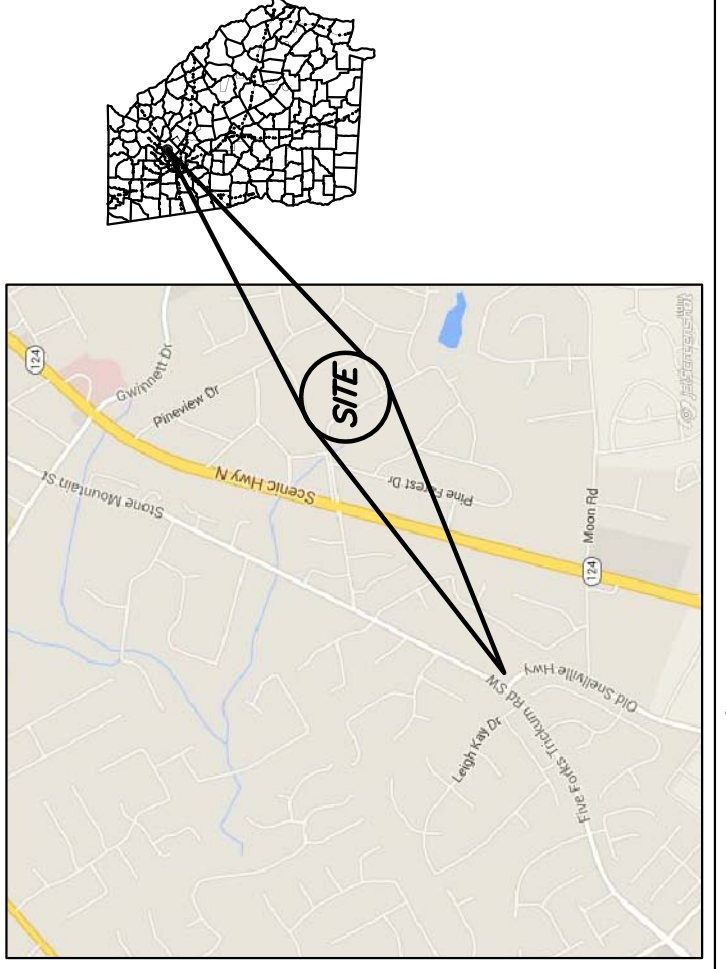 124
Gwinnett Dr
Pineview Dr
Stone Mountain St
Scenic Hwy N
SITE
Pine Forest Dr
Moon Rd
124
Old Snellville Hwy
Five Forks Trickum Rd SW
Leigh Kay Dr
jetScreenshot